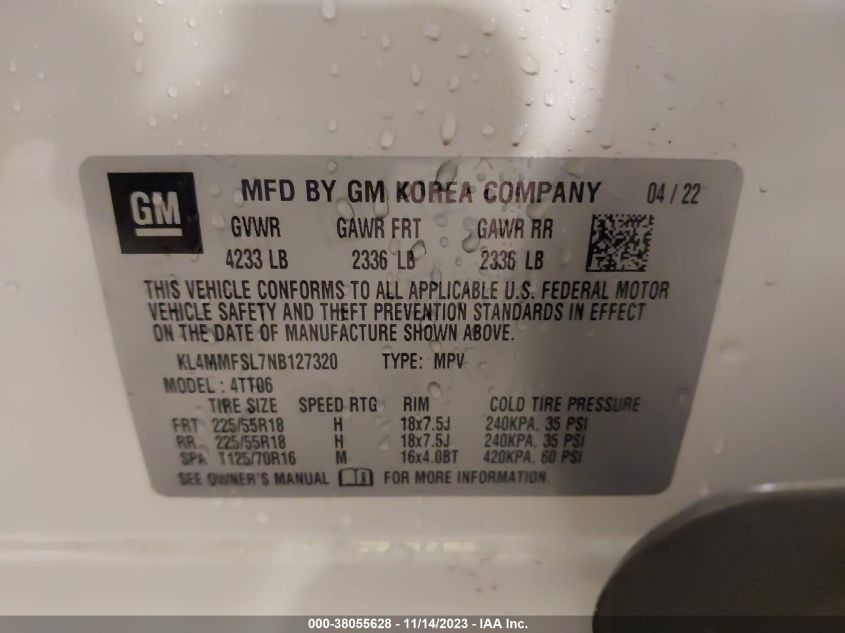 GM MFD BY GM KOREA COMPANY 04 / 22
GVWR GAWR FRT GAWR RR
4233 LB 2336 LB 2336 LB
THIS VEHICLE CONFORMS TO ALL APPLICABLE U.S. FEDERAL MOTOR
VEHICLE SAFETY AND THEFT PREVENTION STANDARDS IN EFFECT
ON THE DATE OF MANUFACTURE SHOWN ABOVE.
KL4MMFSL7NB127320 TYPE: MPV
MODEL : 4TT06
TIRE SIZE SPEED RTG RIM COLD TIRE PRESSURE
FRT 225/55R18 H 18x7.5J 240KPA, 35 PSI
RR 225/55R18 H 18x7.5J 240KPA, 35 PSI
SPA T125/70R16 M 16x4.0BT 420KPA, 60 PSI
SEE OWNER'S MANUAL FOR MORE INFORMATION.
000-38055628 - 11/14/2023 - IAA Inc.